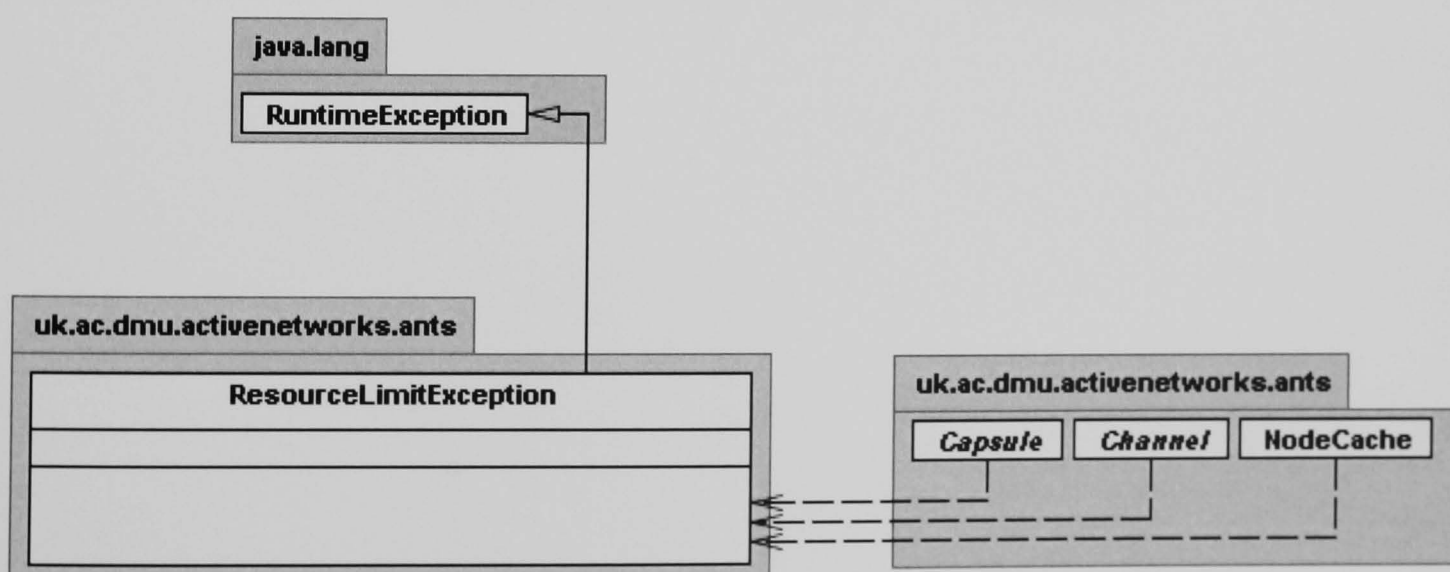 java.lang
RuntimeException
uk.ac.dmu.activenetworks.ants
ResourceLimitException
uk.ac.dmu.activenetworks.ants
Capsule
Channel
NodeCache